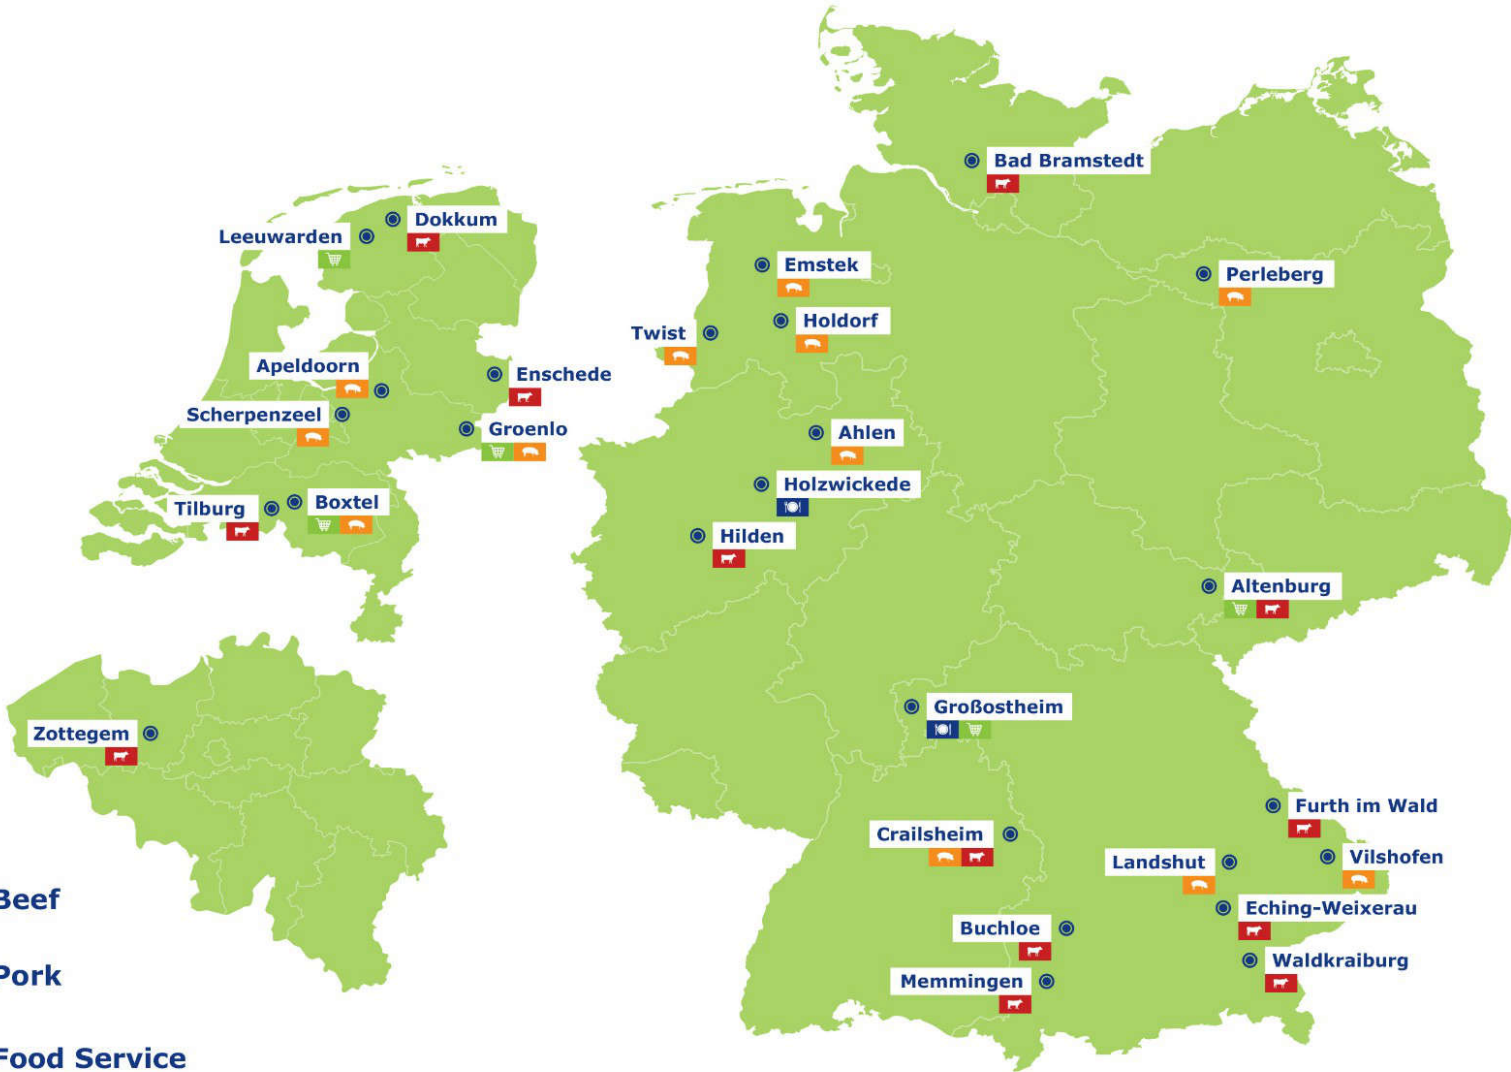 Bad Bramstedt
Dokkum
Leeuwarden
Emstek
Perleberg
Holdorf
Twist
Apeldoorn
Enschede
Scherpenzeel
Groenlo
Ahlen
Holzwickede
Boxtel
Tilburg
Hilden
Altenburg
Großostheim
Zottegem
Furth im Wald
Crailsheim
Landshut
Vilshofen
Beef
Eching-Weixerau
Buchloe
Waldkraiburg
Pork
Memmingen
Food Service